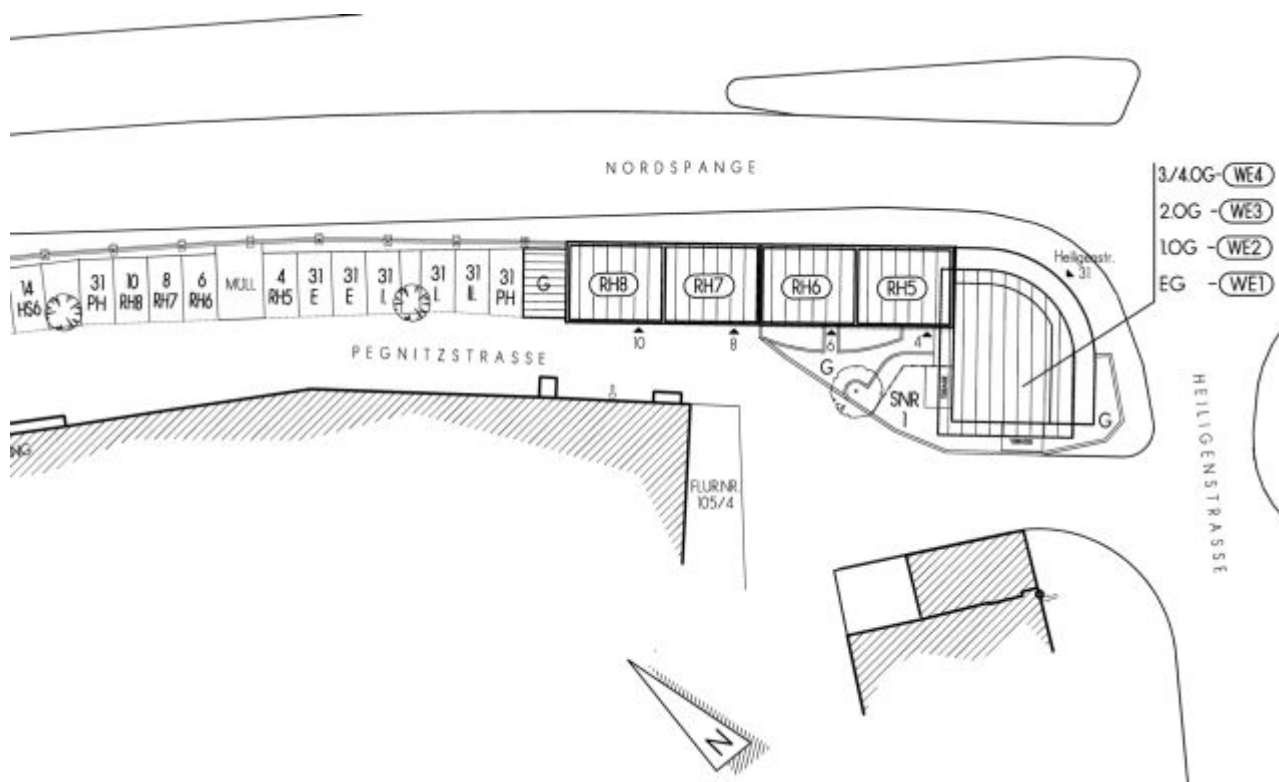 NORDSPANGE
3./4.OG-WE4
2.OG -WE3
1.OG -WE2
EG -WE1
Heiligenstr.
31
14
HS6
31
PH
10
RH8
8
RH7
6
RH6
MÜLL
4
RH5
31
E
31
E
31
I.
31
I.
31
II.
31
PH
G
RH8
RH7
RH6
RH5
10
8
6
4
PEGNITZSTRASSE
G
SNR
1
G
HEILIGENSTRASSE
NG
FLURNR.
105/4
N